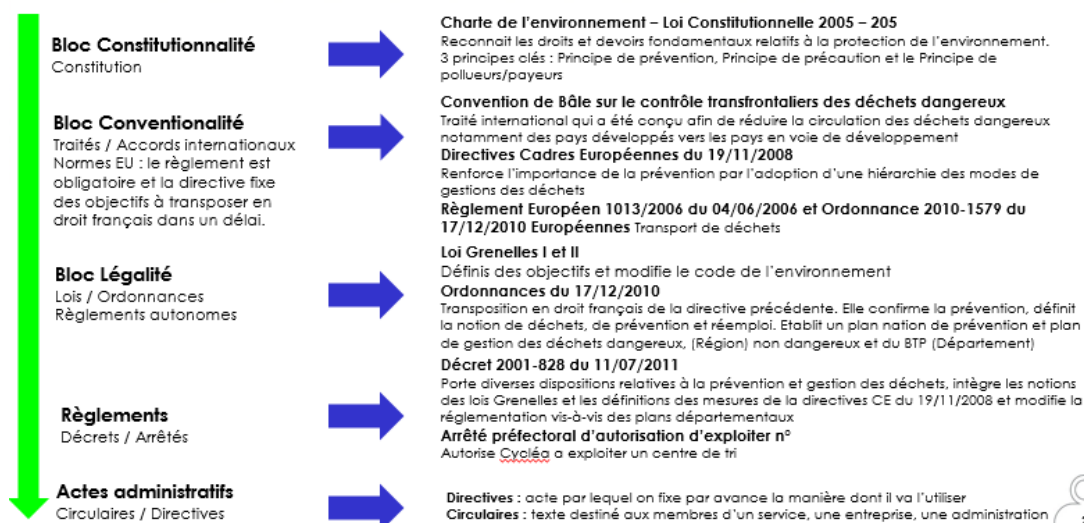 Bloc Constitutionnalité
Constitution
Charte de l'environnement – Loi Constitutionnelle 2005 – 205
Reconnait les droits et devoirs fondamentaux relatifs à la protection de l'environnement.
3 principes clés : Principe de prévention, Principe de précaution et le Principe de
pollueurs/payeurs
Bloc Conventionalité
Traités / Accords internationaux
Normes EU : le règlement est
obligatoire et la directive fixe
des objectifs à transposer en
droit français dans un délai.
Convention de Bâle sur le contrôle transfrontaliers des déchets dangereux
Traité international qui a été conçu afin de réduire la circulation des déchets dangereux
notamment des pays développés vers les pays en voie de développement
Directives Cadres Européennes du 19/11/2008
Renforce l'importance de la prévention par l'adoption d'une hiérarchie des modes de
gestions des déchets
Règlement Européen 1013/2006 du 04/06/2006 et Ordonnance 2010-1579 du
17/12/2010 Européennes Transport de déchets
Bloc Légalité
Lois / Ordonnances
Règlements autonomes
Loi Grenelles I et II
Définis des objectifs et modifie le code de l'environnement
Ordonnances du 17/12/2010
Transposition en droit français de la directive précédente. Elle confirme la prévention, définit
la notion de déchets, de prévention et réemploi. Etablit un plan nation de prévention et plan
de gestion des déchets dangereux, (Région) non dangereux et du BTP (Département)
Règlements
Décrets / Arrêtés
Décret 2001-828 du 11/07/2011
Porte diverses dispositions relatives à la prévention et gestion des déchets, intègre les notions
des lois Grenelles et les définitions des mesures de la directives CE du 19/11/2008 et modifie la
réglementation vis-à-vis des plans départementaux
Arrêté préfectoral d'autorisation d'exploiter n°
Autorise Cycléa a exploiter un centre de tri
Actes administratifs
Circulaires / Directives
Directives : acte par lequel on fixe par avance la manière dont il va l'utiliser
Circulaires : texte destiné aux membres d'un service, une entreprise, une administration